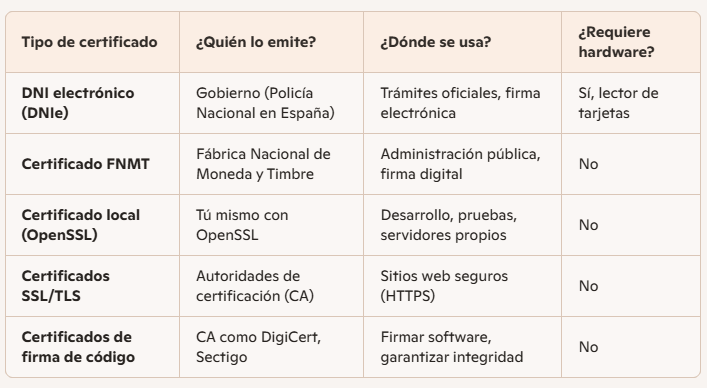 Tipo de certificado
¿Quién lo emite?
¿Dónde se usa?
¿Requiere
hardware?
DNI electrónico
(DNIe)
Gobierno (Policía
Nacional en España)
Trámites oficiales, firma
electrónica
Sí, lector de
tarjetas
Certificado FNMT
Fábrica Nacional de
Moneda y Timbre
Administración pública,
firma digital
No
Certificado local
(OpenSSL)
Tú mismo con
OpenSSL
Desarrollo, pruebas,
servidores propios
No
Certificados
SSL/TLS
Autoridades de
certificación (CA)
Sitios web seguros
(HTTPS)
No
Certificados de
firma de código
CA como DigiCert,
Sectigo
Firmar software,
garantizar integridad
No